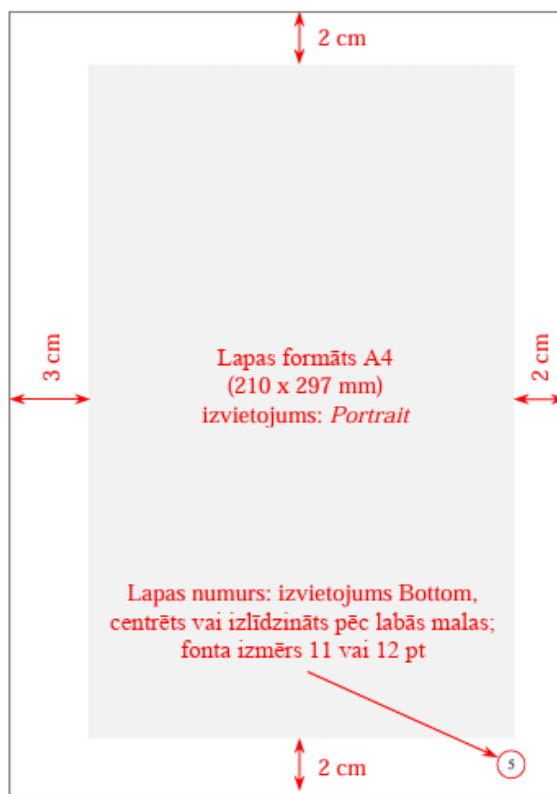 2 cm
3 cm
2 cm
Lapas formāts A4
(210 x 297 mm)
izvietojums: Portrait
Lapas numurs: izvietojums Bottom,
centrēts vai izlīdzināts pēc labās malas;
fonta izmērs 11 vai 12 pt
2 cm
5